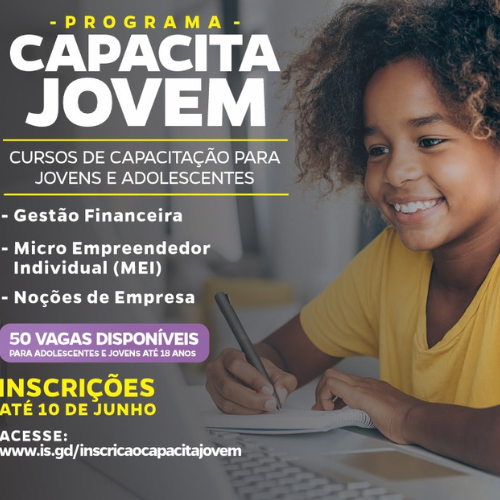 - PROGRAMA -
CAPACITA
JOVEM
CURSOS DE CAPACITAÇÃO PARA
JOVENS E ADOLESCENTES
- Gestão Financeira
- Micro Empreendedor
Individual (MEI)
- Noções de Empresa
50 VAGAS DISPONÍVEIS
PARA ADOLESCENTES E JOVENS ATÉ 18 ANOS
INSCRIÇÕES
ATÉ 10 DE JUNHO
ACESSE:
www.is.gd/inscricaocapacitajovem